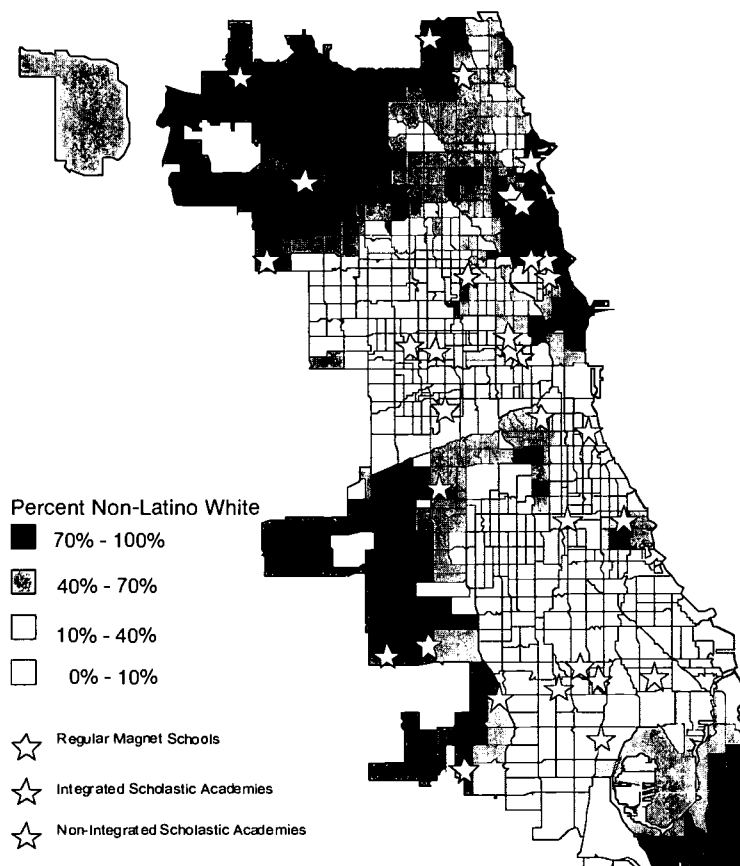 Percent Non-Latino White
70% - 100%
40% - 70%
10% - 40%
0% - 10%
Regular Magnet Schools
Integrated Scholastic Academies
Non-Integrated Scholastic Academies